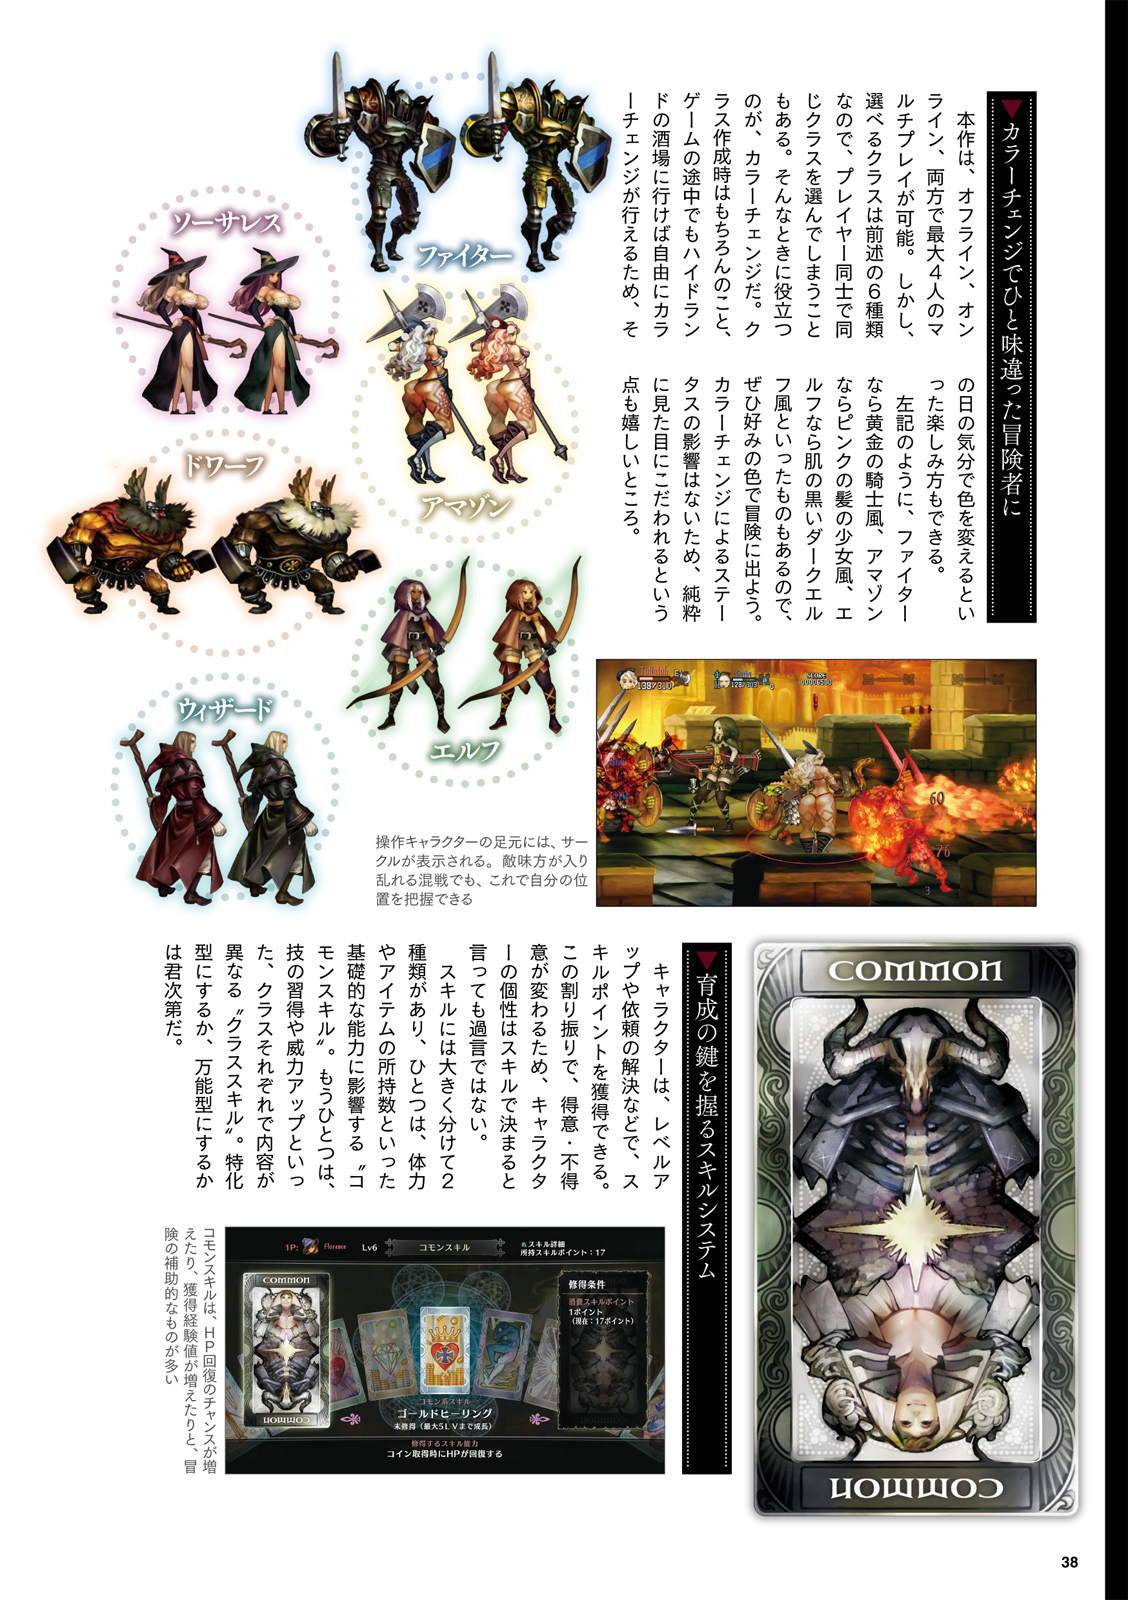 ▼カラーチェンジでひと味違った冒険者に
本作は、オフライン、オン
ライン、両方で最大４人のマ
ルチプレイが可能。しかし、
選べるクラスは前述の６種類
なので、プレイヤー同士で同
じクラスを選んでしまうこと
もある。そんなときに役立つ
のが、カラーチェンジだ。ク
ラス作成時はもちろんのこと、
ゲームの途中でもハイドラン
ドの酒場に行けば自由にカラ
ーチェンジが行えるため、そ
の日の気分で色を変えるとい
った楽しみ方もできる。
左記のように、ファイター
なら黄金の騎士風、アマゾン
ならピンクの髪の少女風、エ
ルフなら肌の黒いダークエル
フ風といったものもあるので、
ぜひ好みの色で冒険に出よう。
カラーチェンジによるステー
タスの影響はないため、純粋
に見た目にこだわれるという
点も嬉しいところ。
ファイター
ソーサレス
アマゾン
ドワーフ
エルフ
ウィザード
138/310
128/303
SCORE
60
76
3
操作キャラクターの足元には、サー
クルが表示される。敵味方が入り
乱れる混戦でも、これで自分の位
置を把握できる
COMMON
COMMON
▼育成の鍵を握るスキルシステム
キャラクターは、レベルア
ップや依頼の解決などで、ス
キルポイントを獲得できる。
この割り振りで、得意・不得
意が変わるため、キャラクタ
ーの個性はスキルで決まると
言っても過言ではない。
スキルには大きく分けて２
種類があり、ひとつは、体力
やアイテムの所持数といった
基礎的な能力に影響する〝コ
モンスキル〟。もうひとつは、
技の習得や威力アップといっ
た、クラスそれぞれで内容が
異なる〝クラススキル〟。特化
型にするか、万能型にするか
は君次第だ。
1P:
Florence
Lv6
コモンスキル
スキル詳細
所持スキルポイント：17
COMMON
COMMON
修得条件
消費スキルポイント
1ポイント
（現在：17ポイント）
コモン系スキル
ゴールドヒーリング
未修得（最大5LVまで成長）
修得するスキル能力
コイン取得時にHPが回復する
コモンスキルは、HP回復のチャンスが増
えたり、獲得経験値が増えたりと、冒
険の補助的なものが多い
38